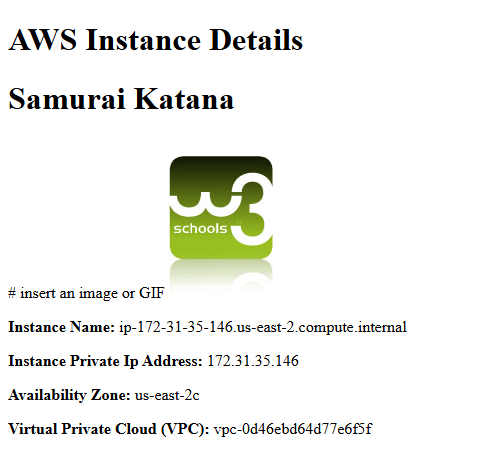 AWS Instance Details
Samurai Katana
w3
schools
# insert an image or GIF
Instance Name: ip-172-31-35-146.us-east-2.compute.internal
Instance Private Ip Address: 172.31.35.146
Availability Zone: us-east-2c
Virtual Private Cloud (VPC): vpc-0d46ebd64d77e6f5f